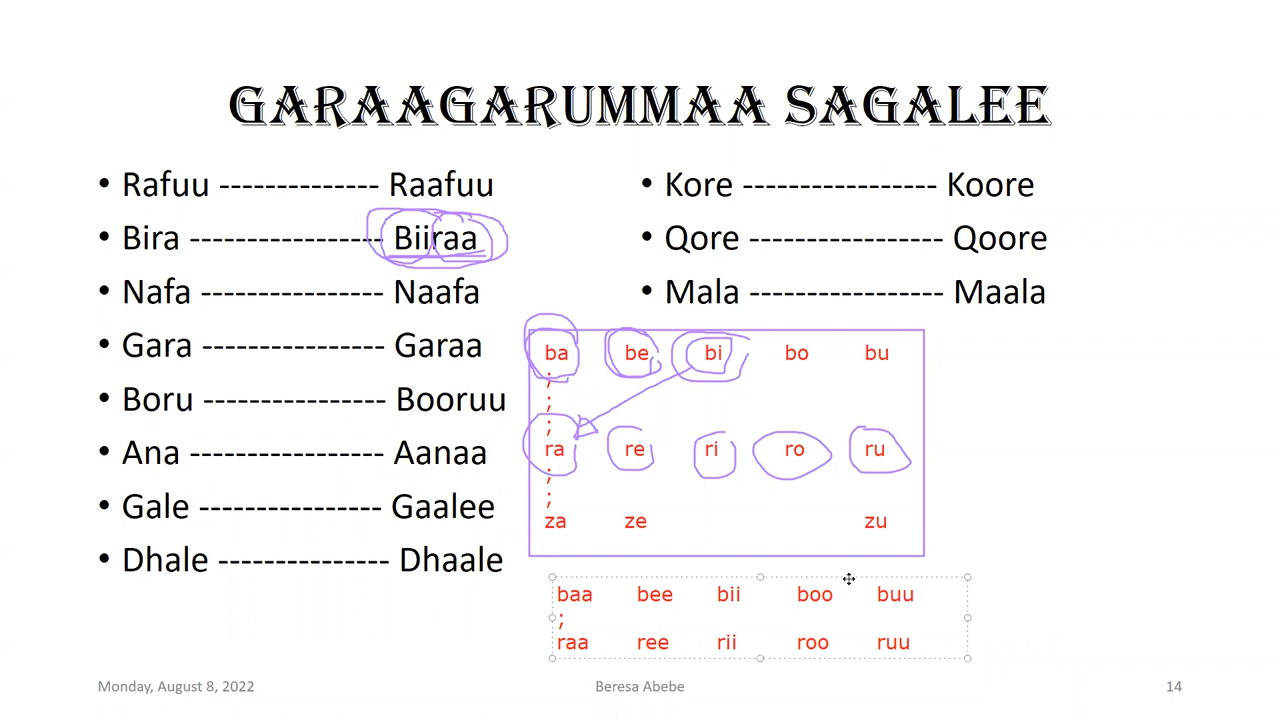 GARAAGARUMMAA SAGALEE
• Rafuu -------------- Raafuu
• Bira ----------------- Biiraa
• Nafa ---------------- Naafa
• Gara ---------------- Garaa
• Boru ---------------- Booruu
• Ana ---------------- Aanaa
• Gale ---------------- Gaalee
• Dhale --------------- Dhaale
• Kore ----------------- Koore
• Qore ----------------- Qoore
• Mala ----------------- Maala
ba be bi bo bu
;
;
;
ra re ri ro ru
;
;
za ze zu
baa bee bii boo buu
;
raa ree rii roo ruu
Monday, August 8, 2022 Beresa Abebe 14